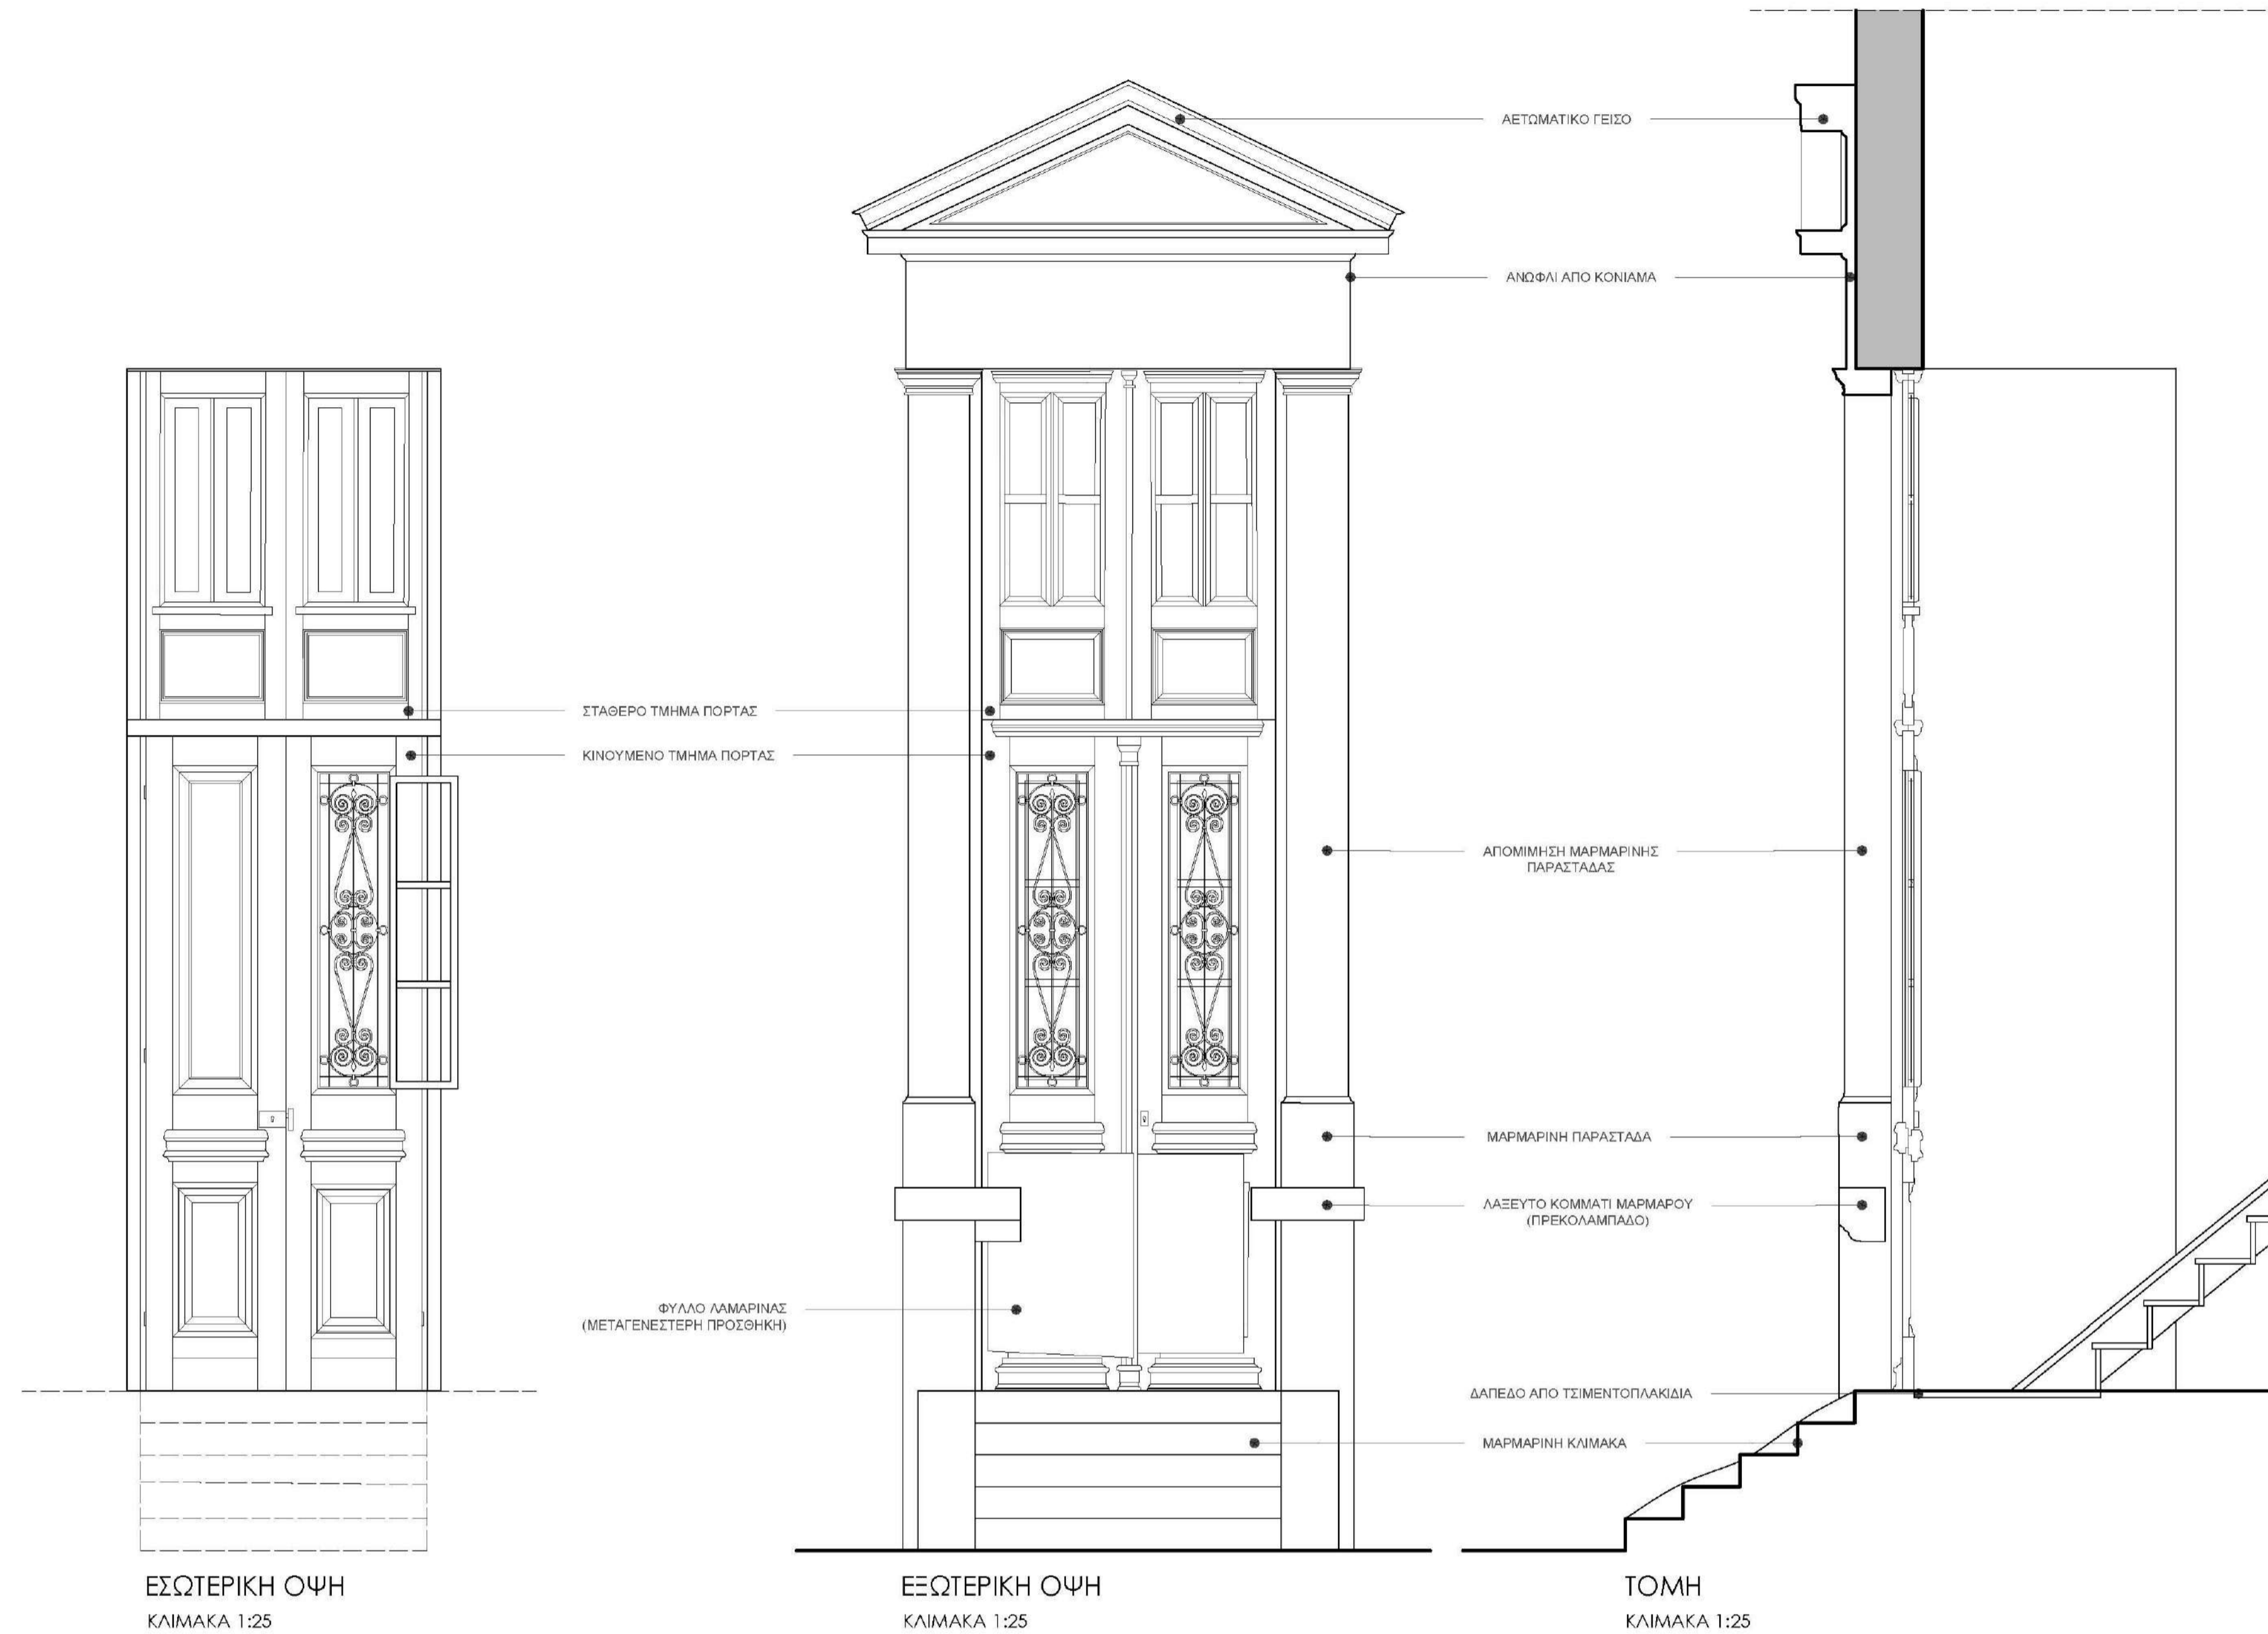 ΑΕΤΩΜΑΤΙΚΟ ΓΕΙΣΟ
ΑΝΩΦΛΙ ΑΠΟ ΚΟΝΙΑΜΑ
ΣΤΑΘΕΡΟ ΤΜΗΜΑ ΠΟΡΤΑΣ
ΚΙΝΟΥΜΕΝΟ ΤΜΗΜΑ ΠΟΡΤΑΣ
ΑΠΟΜΙΜΗΣΗ ΜΑΡΜΑΡΙΝΗΣ
ΠΑΡΑΣΤΑΔΑΣ
ΜΑΡΜΑΡΙΝΗ ΠΑΡΑΣΤΑΔΑ
ΛΑΞΕΥΤΟ ΚΟΜΜΑΤΙ ΜΑΡΜΑΡΟΥ
(ΠΡΕΚΟΛΑΜΠΑΔΟ)
ΦΥΛΛΟ ΛΑΜΑΡΙΝΑΣ
(ΜΕΤΑΓΕΝΕΣΤΕΡΗ ΠΡΟΣΘΗΚΗ)
ΔΑΠΕΔΟ ΑΠΟ ΤΣΙΜΕΝΤΟΠΛΑΚΙΔΙΑ
ΜΑΡΜΑΡΙΝΗ ΚΛΙΜΑΚΑ
ΕΣΩΤΕΡΙΚΗ ΟΨΗ
ΚΛΙΜΑΚΑ 1:25
ΕΞΩΤΕΡΙΚΗ ΟΨΗ
ΚΛΙΜΑΚΑ 1:25
ΤΟΜΗ
ΚΛΙΜΑΚΑ 1:25